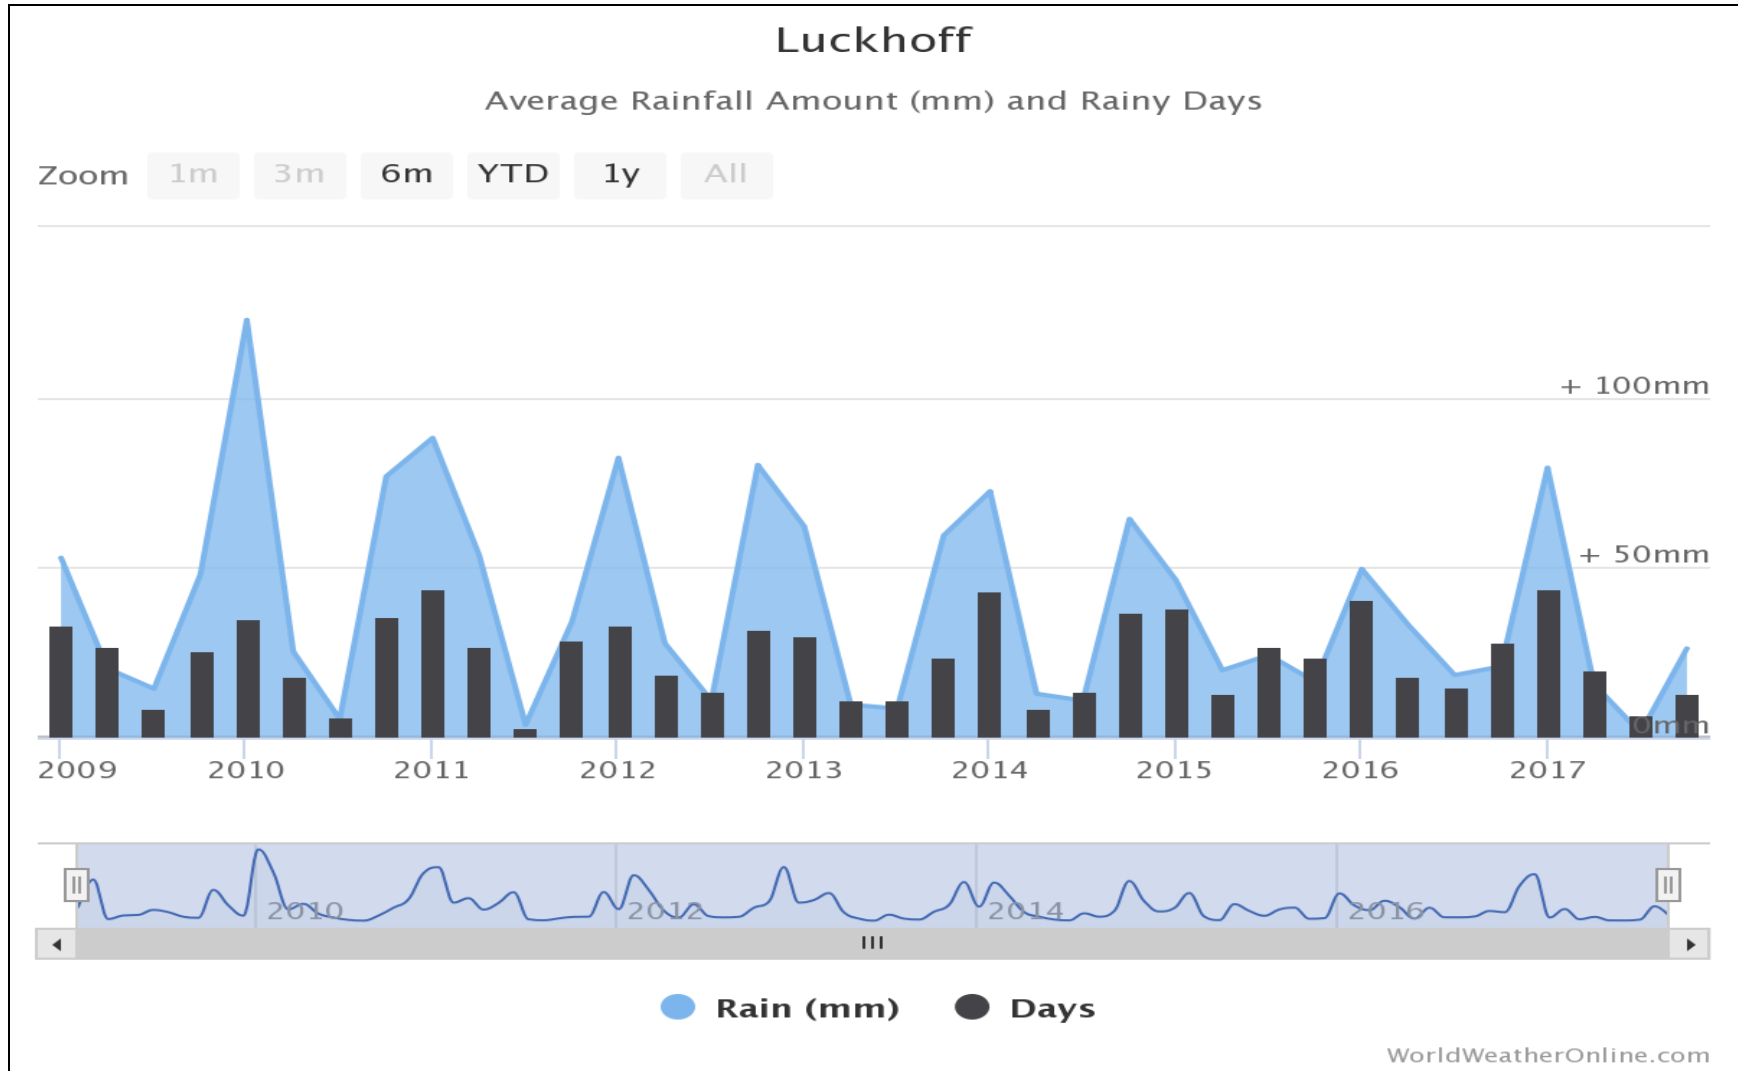 Luckhoff
Average Rainfall Amount (mm) and Rainy Days
Zoom 1m 3m 6m YTD 1y All
+ 100mm
+ 50mm
0mm
2009 2010 2011 2012 2013 2014 2015 2016 2017
2010 2012 2014 2016
Rain (mm) Days
WorldWeatherOnline.com